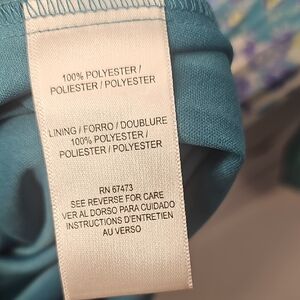 100% POLYESTER /
POLIESTER / POLYESTER
LINING / FORRO / DOUBLURE
100% POLYESTER /
POLIESTER / POLYESTER
RN 67473
SEE REVERSE FOR CARE
VER AL DORSO PARA CUIDADO
INSTRUCTIONS D'ENTRETIEN
AU VERSO